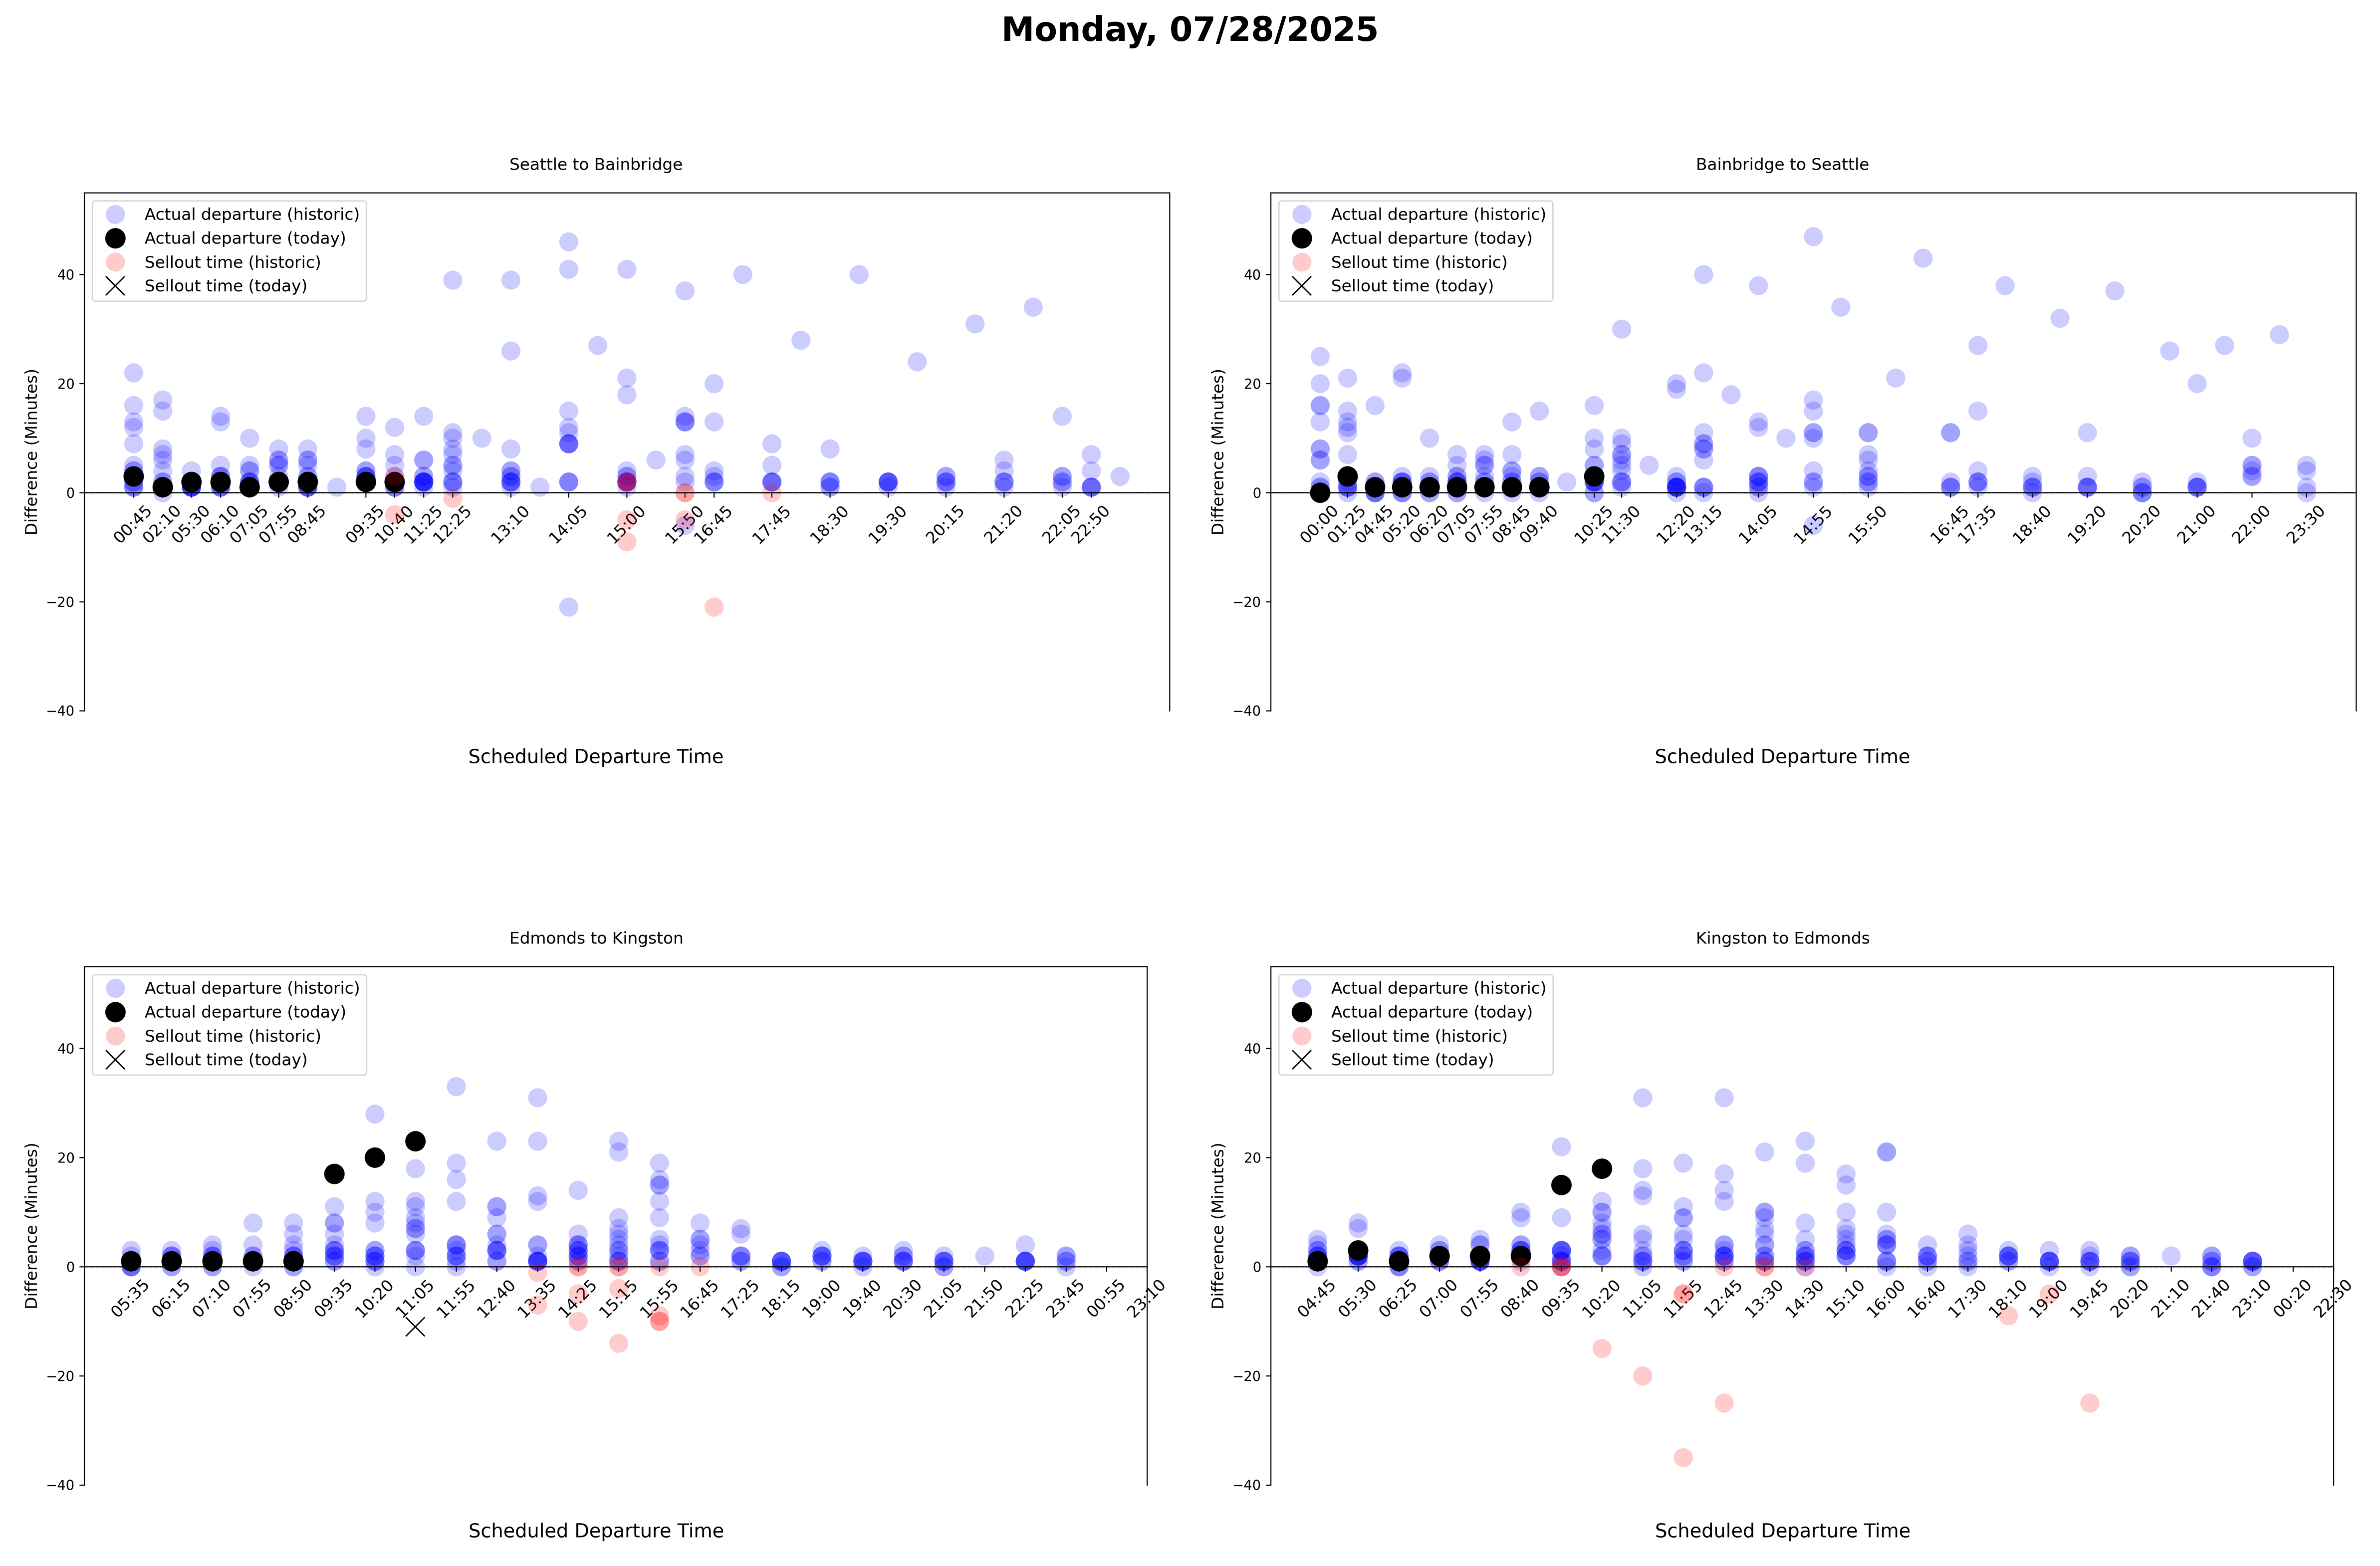 Monday, 07/28/2025
Seattle to Bainbridge
Actual departure (historic)
Actual departure (today)
Sellout time (historic)
Sellout time (today)
Difference (Minutes)
40
20
0
−20
−40
00:45 02:10 05:30 06:10 07:05 07:55 08:45 09:35 10:40 11:25 12:25 13:10 14:05 15:00 15:50 16:45 17:45 18:30 19:30 20:15 21:20 22:05 22:50
Scheduled Departure Time
Bainbridge to Seattle
Actual departure (historic)
Actual departure (today)
Sellout time (historic)
Sellout time (today)
Difference (Minutes)
40
20
0
−20
−40
00:00 01:25 04:45 05:20 06:20 07:05 07:55 08:45 09:40 10:25 11:30 12:20 13:15 14:05 14:55 15:50 16:45 17:35 18:40 19:20 20:20 21:00 22:00 23:30
Scheduled Departure Time
Edmonds to Kingston
Actual departure (historic)
Actual departure (today)
Sellout time (historic)
Sellout time (today)
Difference (Minutes)
40
20
0
−20
−40
05:35 06:15 07:10 07:55 08:50 09:35 10:20 11:05 11:55 12:40 13:35 14:25 15:15 15:55 16:45 17:25 18:15 19:00 19:40 20:30 21:05 21:50 22:25 23:45 00:55 23:10
Scheduled Departure Time
Kingston to Edmonds
Actual departure (historic)
Actual departure (today)
Sellout time (historic)
Sellout time (today)
Difference (Minutes)
40
20
0
−20
−40
04:45 05:30 06:25 07:00 07:55 08:40 09:35 10:20 11:05 11:55 12:45 13:30 14:30 15:10 16:00 16:40 17:30 18:10 19:00 19:45 20:20 21:10 21:40 23:10 00:20 22:30
Scheduled Departure Time